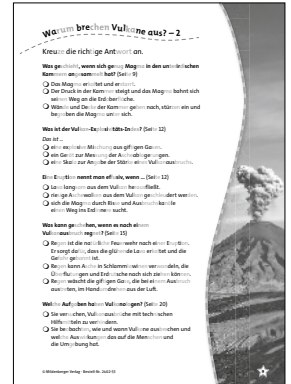 Warum brechen Vulkane aus? – 2
Kreuze die richtige Antwort an.
Was geschieht, wenn sich genug Magma in den unterirdischen
Kammern angesammelt hat? (Seite 9)
Das Magma erkaltet und erstarrt.
Der Druck in der Kammer steigt und das Magma bahnt sich
seinen Weg an die Erdoberfläche.
Wände und Decke der Kammer geben nach, stürzen ein und
begraben die Magma unter sich.
Was ist der Vulkan-Explosivitäts-Index? (Seite 12)
Das ist ...
eine explosive Mischung aus giftigen Gasen.
ein Gerät zur Messung der Ascheablagerungen.
eine Skala zur Angabe der Stärke eines Vulkanausbruchs.
Eine Eruption nennt man effusiv, wenn ... (Seite 12)
Lava langsam aus dem Vulkan herausfließt.
riesige Aschewolken aus dem Vulkan geschleudert werden.
sich die Magma durch Risse und Ausbruchskanäle
einen Weg ins Erdinnere sucht.
Was kann geschehen, wenn es nach einem
Vulkanausbruch regnet? (Seite 15)
Regen ist die natürliche Feuerwehr nach einer Eruption.
Er sorgt dafür, dass die glühende Lava erkaltet und die
Gefahr gebannt ist.
Regen kann Asche in Schlammlawinen verwandeln, die
Überflutungen und Erdrutsche nach sich ziehen können.
Regen wäscht die giftigen Gase, die bei einem Ausbruch
austreten, im Handumdrehen aus der Luft.
Welche Aufgaben haben Vulkanologen? (Seite 20)
Sie versuchen, Vulkanausbrüche mit technischen
Hilfsmitteln zu verhindern.
Sie beobachten, wie und wann Vulkane ausbrechen und
welche Auswirkungen das auf die Menschen und
die Umgebung hat.